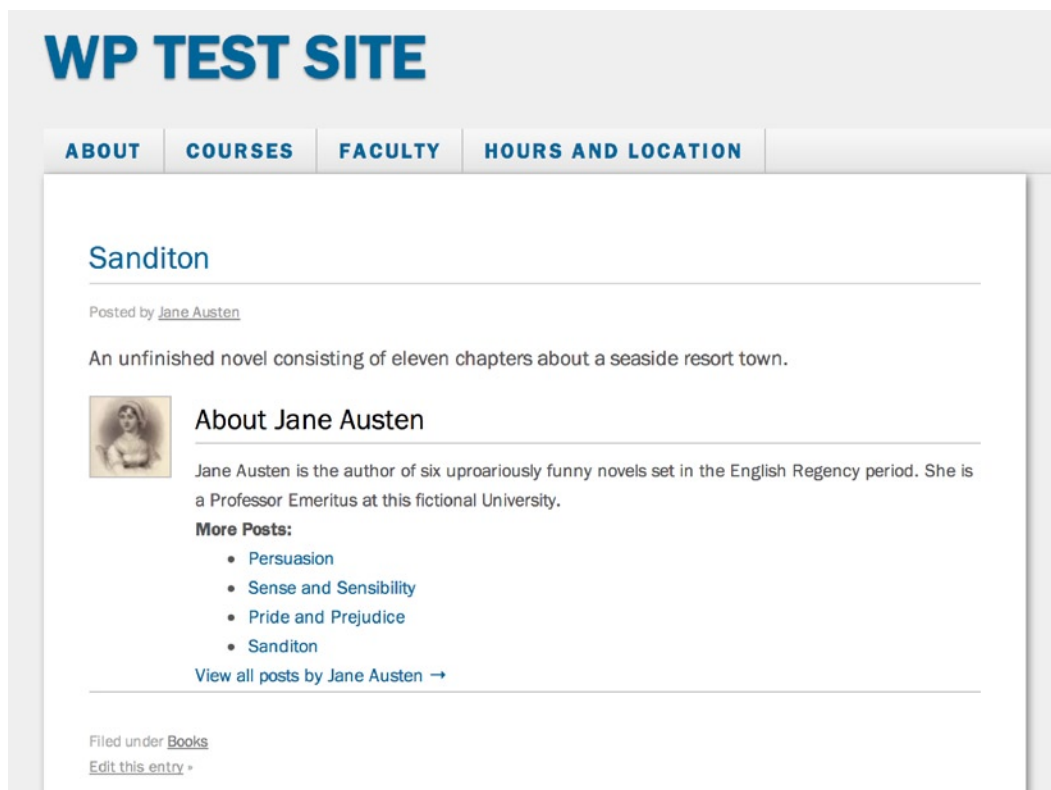 WP TEST SITE
ABOUT COURSES FACULTY HOURS AND LOCATION
Sanditon
Posted by Jane Austen
An unfinished novel consisting of eleven chapters about a seaside resort town.
About Jane Austen
Jane Austen is the author of six uproariously funny novels set in the English Regency period. She is
a Professor Emeritus at this fictional University.
More Posts:
• Persuasion
• Sense and Sensibility
• Pride and Prejudice
• Sanditon
View all posts by Jane Austen →
Filed under Books
Edit this entry »